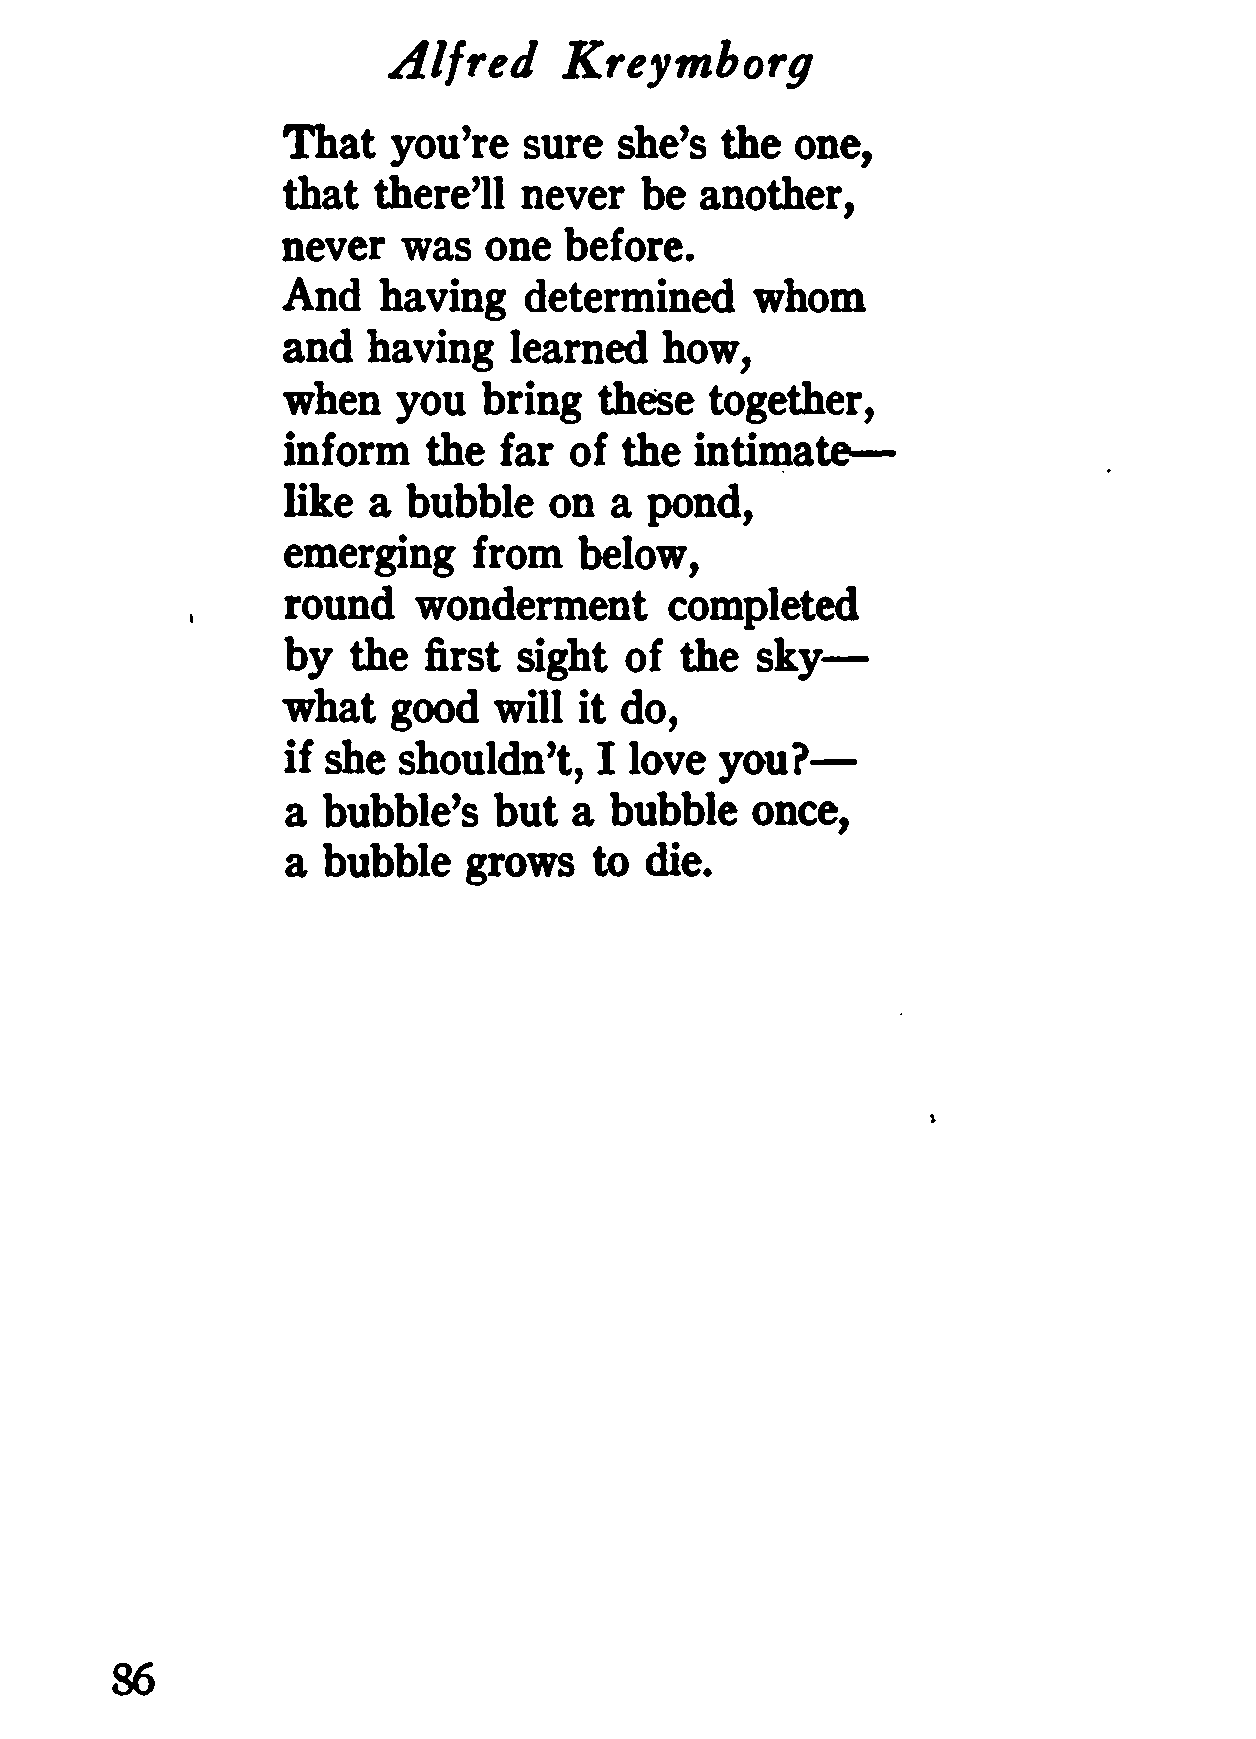 Alfred Kreymborg
That you're sure she's the one,
that there'll never be another,
never was one before.
And having determined whom
and having learned how,
when you bring these together,
inform the far of the intimate—
like a bubble on a pond,
emerging from below,
round wonderment completed
by the first sight of the sky—
what good will it do,
if she shouldn't, I love you?—
a bubble's but a bubble once,
a bubble grows to die.
86